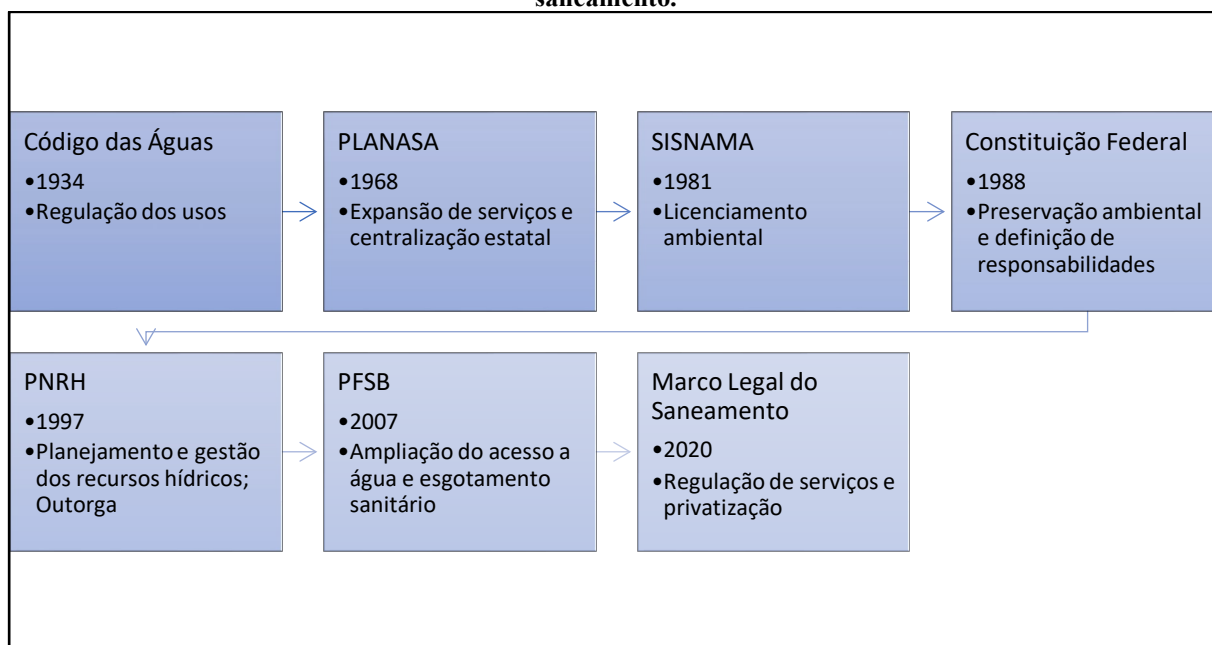 saneamento.
Código das Águas
•1934
•Regulação dos usos
PLANASA
•1968
•Expansão de serviços e
centralização estatal
SISNAMA
•1981
•Licenciamento
ambiental
Constituição Federal
•1988
•Preservação ambiental
e definição de
responsabilidades
PNRH
•1997
•Planejamento e gestão
dos recursos hídricos;
Outorga
PFSB
•2007
•Ampliação do acesso a
água e esgotamento
sanitário
Marco Legal do
Saneamento
•2020
•Regulação de serviços e
privatização